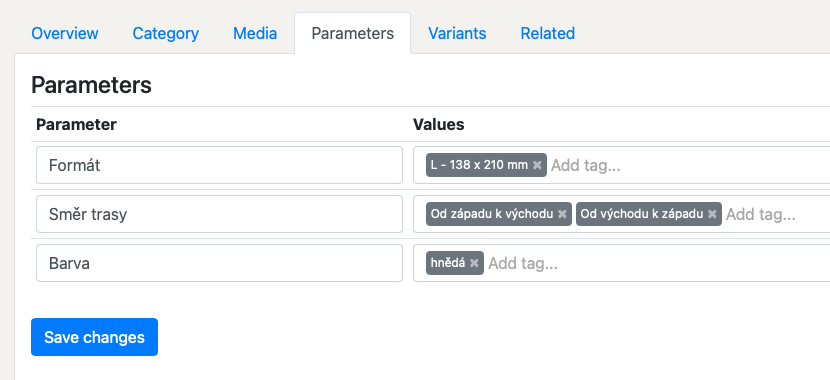 Overview Category Media Parameters Variants Related
Parameters
Parameter Values
Formát L - 138 x 210 mm × Add tag...
Směr trasy Od západu k východu × Od východu k západu × Add tag...
Barva hnědá × Add tag...
Save changes